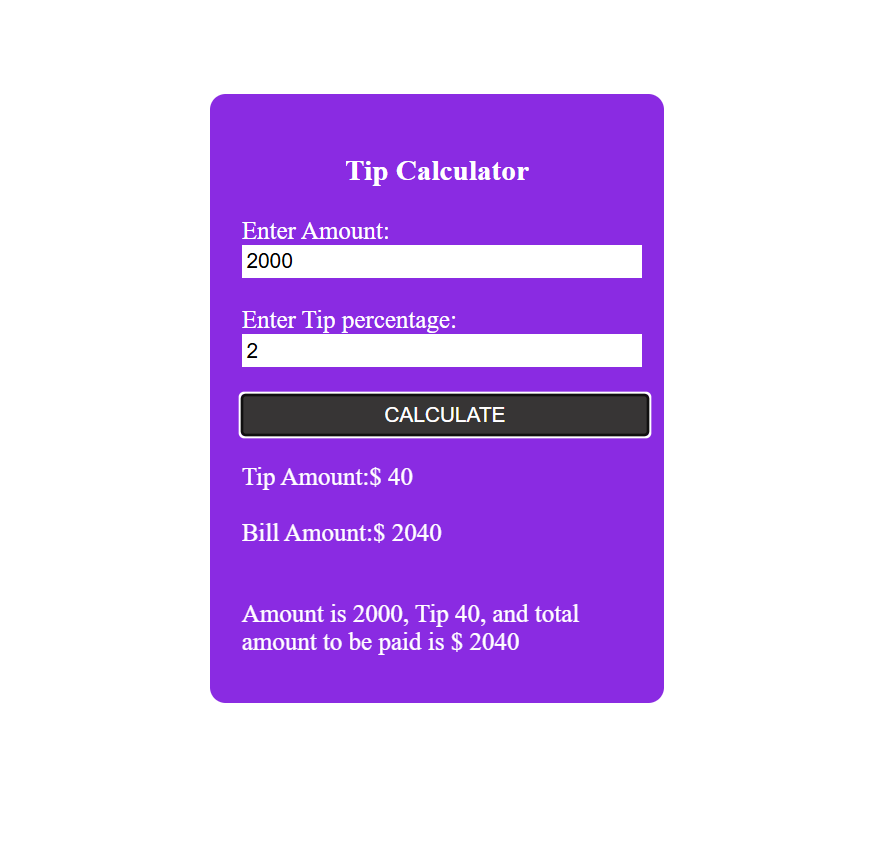 Tip Calculator
Enter Amount:
2000
Enter Tip percentage:
2
CALCULATE
Tip Amount:$ 40
Bill Amount:$ 2040
Amount is 2000, Tip 40, and total
amount to be paid is $ 2040